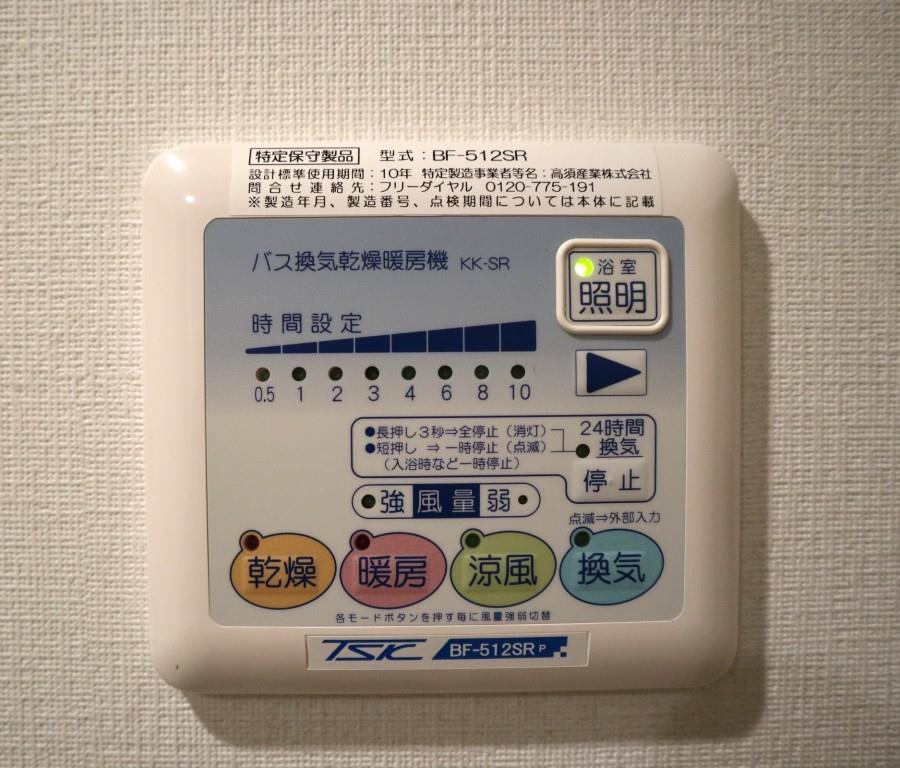 特定保守製品 型式：BF-512SR
設計標準使用期間：10年 特定製造事業者等名：高須産業株式会社
問合せ連絡先：フリーダイヤル 0120-775-191
※製造年月、製造番号、点検期間については本体に記載
バス換気乾燥暖房機 KK-SR
浴室
照明
時間設定
0.5 1 2 3 4 6 8 10
●長押し3秒⇒全停止（消灯）
●短押し ⇒一時停止（点滅）
（入浴時など一時停止）
24時間
換気
停止
強 風量 弱
点滅⇒外部入力
乾燥 暖房 涼風 換気
各モードボタンを押す毎に風量強弱切替
TSK BF-512SR P